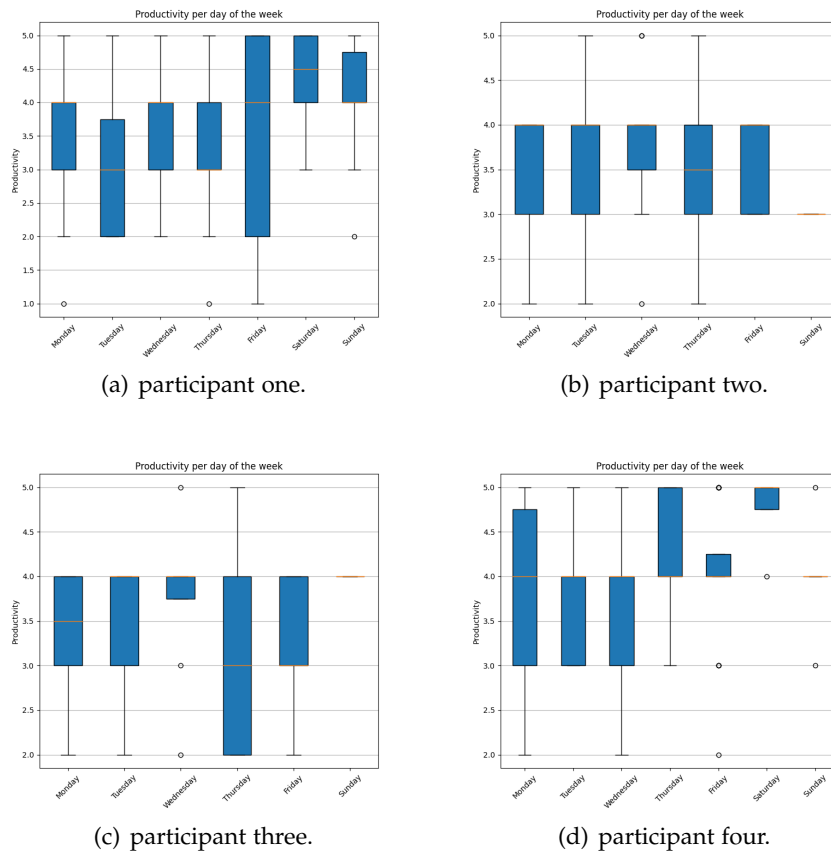 Productivity per day of the week
Productivity
5.0
4.5
4.0
3.5
3.0
2.5
2.0
1.5
1.0
Monday
Tuesday
Wednesday
Thursday
Friday
Saturday
Sunday
(a) participant one.
Productivity per day of the week
Productivity
5.0
4.5
4.0
3.5
3.0
2.5
2.0
Monday
Tuesday
Wednesday
Thursday
Friday
Sunday
(b) participant two.
Productivity per day of the week
Productivity
5.0
4.5
4.0
3.5
3.0
2.5
2.0
Monday
Tuesday
Wednesday
Thursday
Friday
Sunday
(c) participant three.
Productivity per day of the week
Productivity
5.0
4.5
4.0
3.5
3.0
2.5
2.0
Monday
Tuesday
Wednesday
Thursday
Friday
Saturday
Sunday
(d) participant four.